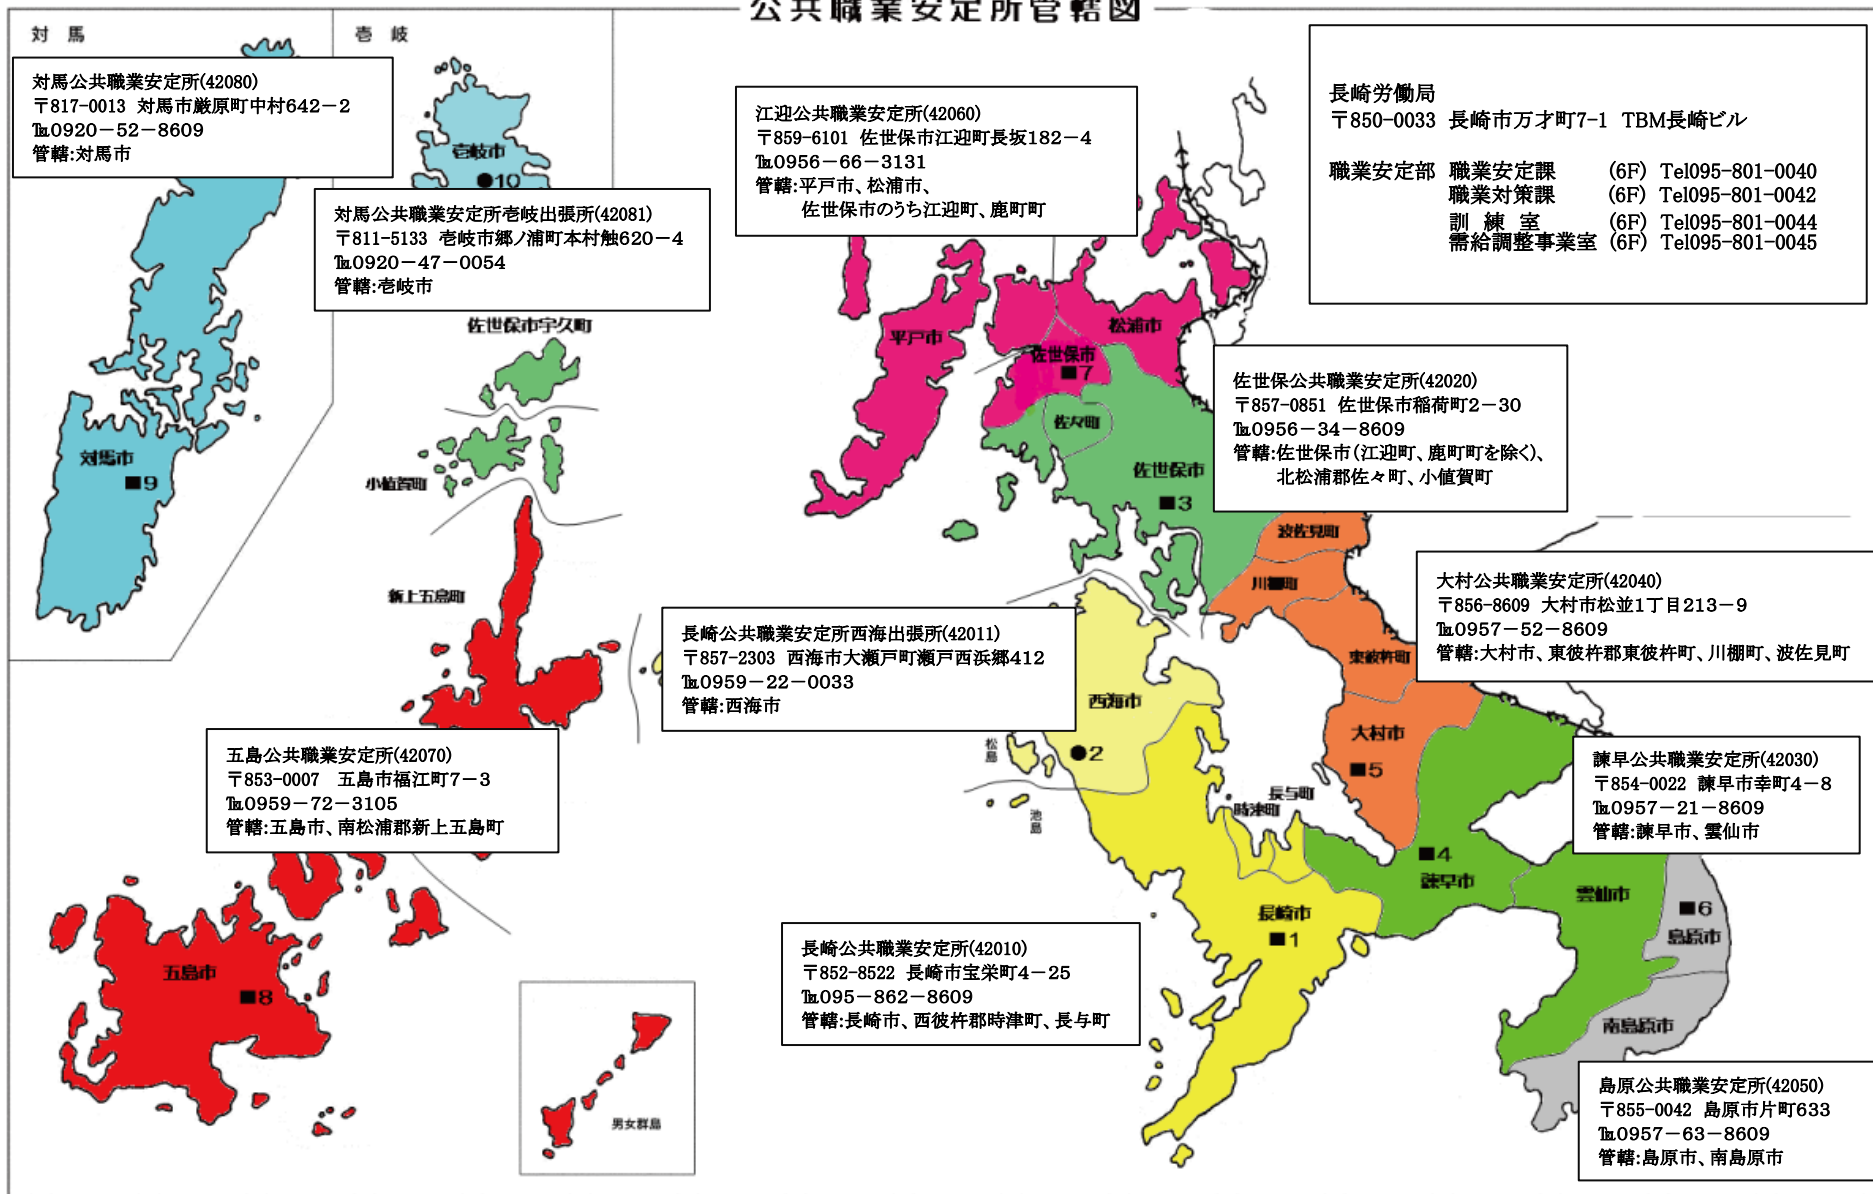 公共職業安定所管轄図
対馬
壱岐
対馬公共職業安定所(42080)
〒817-0013 対馬市厳原町中村642-2
℡0920-52-8609
管轄:対馬市
壱岐市
●10
対馬公共職業安定所壱岐出張所(42081)
〒811-5133 壱岐市郷ノ浦町本村触620-4
℡0920-47-0054
管轄:壱岐市
江迎公共職業安定所(42060)
〒859-6101 佐世保市江迎町長坂182-4
℡0956-66-3131
管轄:平戸市、松浦市、
佐世保市のうち江迎町、鹿町町
長崎労働局
〒850-0033 長崎市万才町7-1 TBM長崎ビル
職業安定部 職業安定課 (6F) Tel095-801-0040
職業対策課 (6F) Tel095-801-0042
訓練室 (6F) Tel095-801-0044
需給調整事業室 (6F) Tel095-801-0045
佐世保市宇久町
平戸市
松浦市
佐世保市
■7
佐々町
佐世保公共職業安定所(42020)
〒857-0851 佐世保市稲荷町2-30
℡0956-34-8609
管轄:佐世保市(江迎町、鹿町町を除く)、
北松浦郡佐々町、小値賀町
対馬市
■9
小値賀町
佐世保市
■3
波佐見町
川棚町
新上五島町
大村公共職業安定所(42040)
〒856-8609 大村市松並1丁目213-9
℡0957-52-8609
管轄:大村市、東彼杵郡東彼杵町、川棚町、波佐見町
長崎公共職業安定所西海出張所(42011)
〒857-2303 西海市大瀬戸町瀬戸西浜郷412
℡0959-22-0033
管轄:西海市
東彼杵町
西海市
●2
松島
池島
大村市
■5
五島公共職業安定所(42070)
〒853-0007 五島市福江町7-3
℡0959-72-3105
管轄:五島市、南松浦郡新上五島町
諫早公共職業安定所(42030)
〒854-0022 諫早市幸町4-8
℡0957-21-8609
管轄:諫早市、雲仙市
長与町
時津町
■4
諫早市
雲仙市
■6
島原市
長崎市
■1
長崎公共職業安定所(42010)
〒852-8522 長崎市宝栄町4-25
℡095-862-8609
管轄:長崎市、西彼杵郡時津町、長与町
五島市
■8
南島原市
男女群島
島原公共職業安定所(42050)
〒855-0042 島原市片町633
℡0957-63-8609
管轄:島原市、南島原市